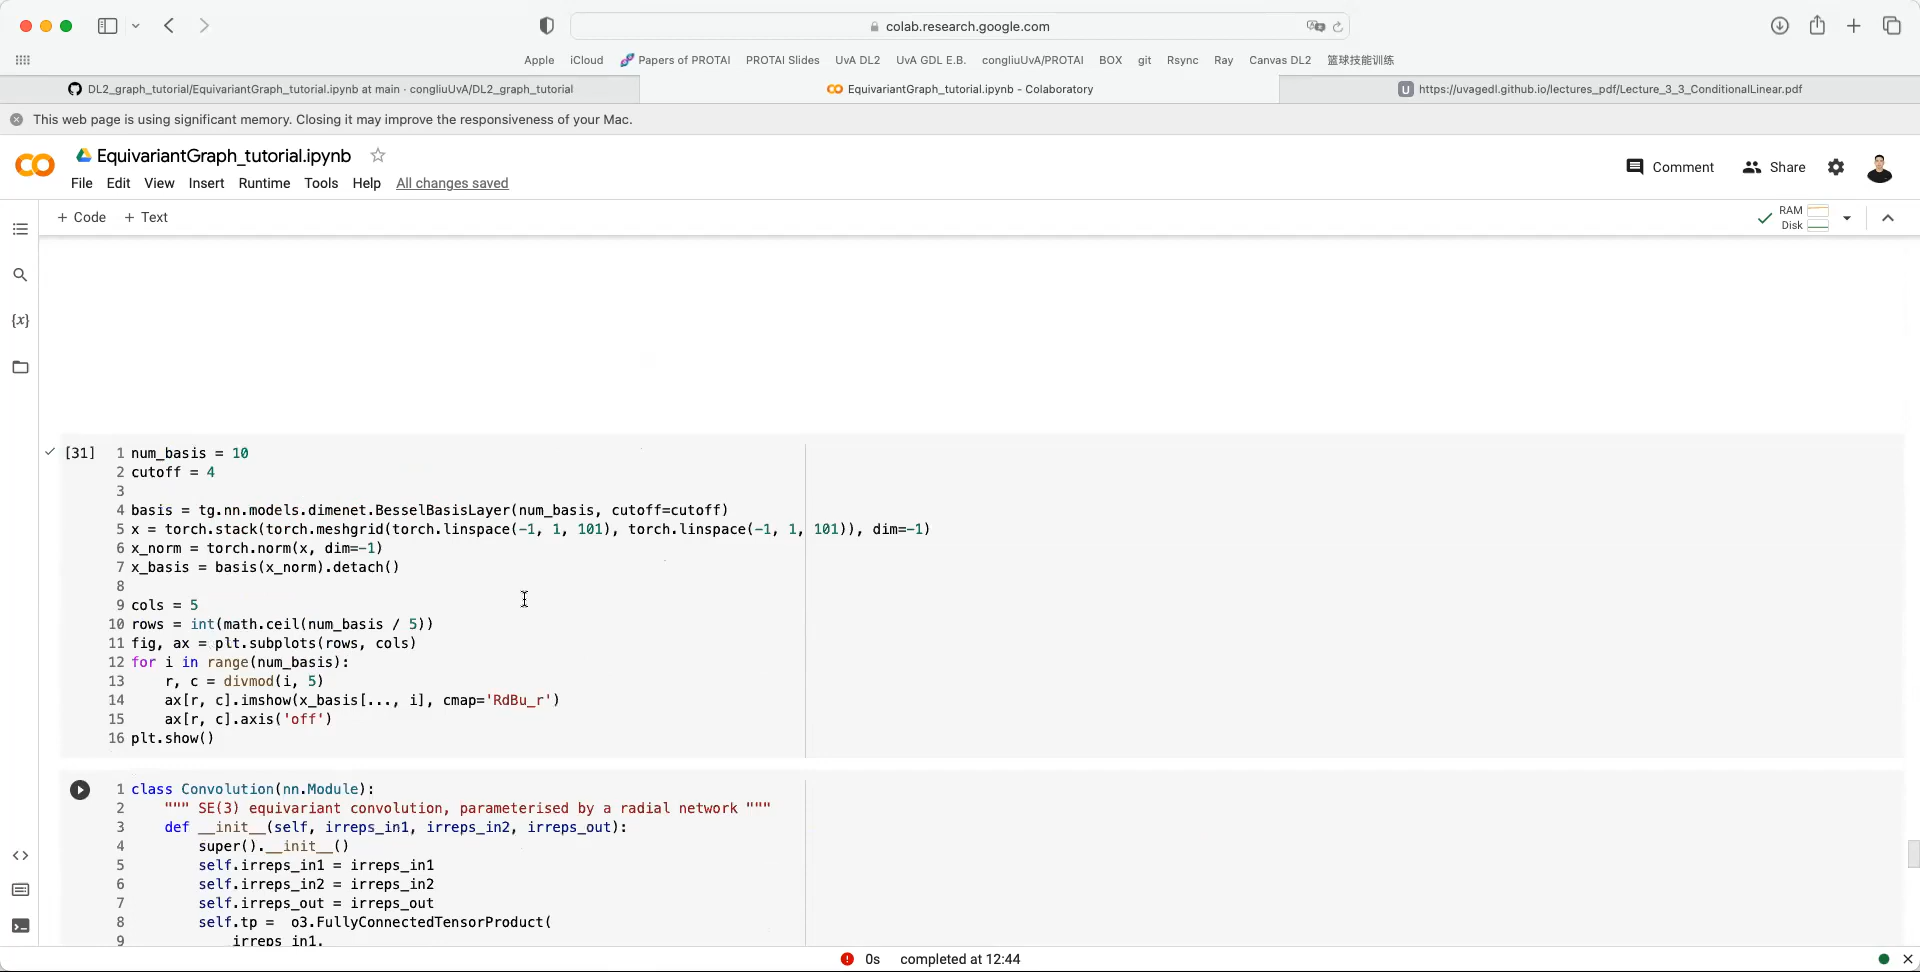 colab.research.google.com
Apple iCloud Papers of PROTAI PROTAI Slides UvA DL2 UvA GDL E.B. congliuUvA/PROTAI BOX git Rsync Ray Canvas DL2 篮球技能训练
DL2_graph_tutorial/EquivariantGraph_tutorial.ipynb at main · congliuUvA/DL2_graph_tutorial
EquivariantGraph_tutorial.ipynb - Colaboratory
U https://uvagedl.github.io/lectures_pdf/Lecture_3_3_ConditionalLinear.pdf
This web page is using significant memory. Closing it may improve the responsiveness of your Mac.
EquivariantGraph_tutorial.ipynb
Comment Share
File Edit View Insert Runtime Tools Help All changes saved
+ Code + Text
RAM
Disk
{x}
[31] 1 num_basis = 10
2 cutoff = 4
3
4 basis = tg.nn.models.dimenet.BesselBasisLayer(num_basis, cutoff=cutoff)
5 x = torch.stack(torch.meshgrid(torch.linspace(-1, 1, 101), torch.linspace(-1, 1, 101)), dim=-1)
6 x_norm = torch.norm(x, dim=-1)
7 x_basis = basis(x_norm).detach()
8
9 cols = 5
10 rows = int(math.ceil(num_basis / 5))
11 fig, ax = plt.subplots(rows, cols)
12 for i in range(num_basis):
13     r, c = divmod(i, 5)
14     ax[r, c].imshow(x_basis[..., i], cmap='RdBu_r')
15     ax[r, c].axis('off')
16 plt.show()
1 class Convolution(nn.Module):
2     """ SE(3) equivariant convolution, parameterised by a radial network """
3     def __init__(self, irreps_in1, irreps_in2, irreps_out):
4         super().__init__()
5         self.irreps_in1 = irreps_in1
6         self.irreps_in2 = irreps_in2
7         self.irreps_out = irreps_out
8         self.tp =  o3.FullyConnectedTensorProduct(
9             irreps_in1,
0s completed at 12:44